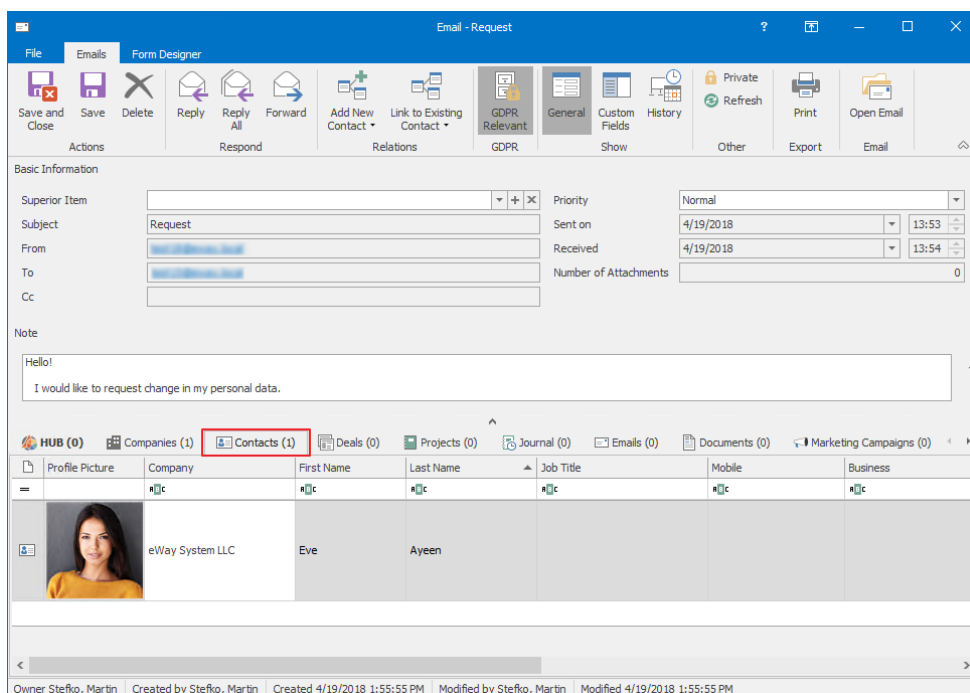 Email - Request
?
File Emails Form Designer
Save and Close Save Delete Reply Reply All Forward Add New Contact Link to Existing Contact GDPR Relevant General Custom Fields History Private Refresh Print Open Email
Actions Respond Relations GDPR Show Other Export Email
Basic Information
Superior Item Priority Normal
Subject Request Sent on 4/19/2018 13:53
From Received 4/19/2018 13:54
To Number of Attachments 0
Cc
Note
Hello!
I would like to request change in my personal data.
HUB (0) Companies (1) Contacts (1) Deals (0) Projects (0) Journal (0) Emails (0) Documents (0) Marketing Campaigns (0)
Profile Picture Company First Name Last Name Job Title Mobile Business
= ABC ABC ABC ABC ABC ABC
eWay System LLC Eve Ayeen
Owner Stefko, Martin Created by Stefko, Martin Created 4/19/2018 1:55:55 PM Modified by Stefko, Martin Modified 4/19/2018 1:55:55 PM